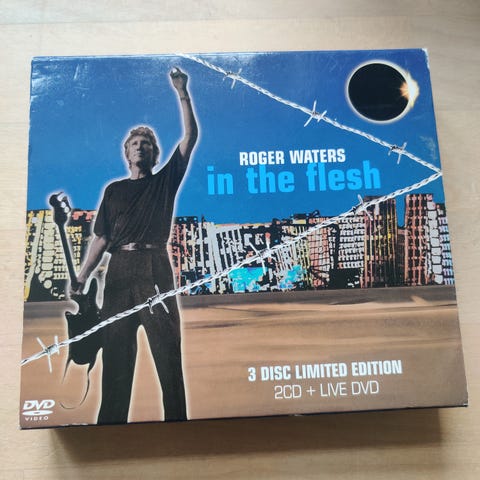 ROGER WATERS
in the flesh
3 DISC LIMITED EDITION
2CD + LIVE DVD
DVD
VIDEO